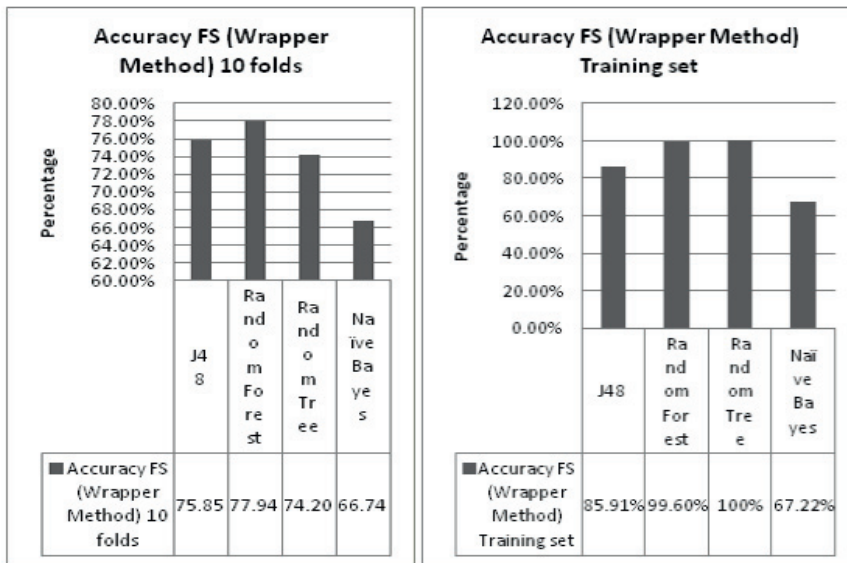 Accuracy FS (Wrapper
Method) 10 folds
Percentage
80.00%
78.00%
76.00%
74.00%
72.00%
70.00%
68.00%
66.00%
64.00%
62.00%
60.00%
J4
8
Ra
nd
o
m
Fo
re
st
Ra
nd
o
m
Tr
ee
Na
ïve
Ba
ye
s
Accuracy FS
(Wrapper
Method) 10
folds
75.85 77.94 74.20 66.74
Accuracy FS (Wrapper Method)
Training set
Percentage
120.00%
100.00%
80.00%
60.00%
40.00%
20.00%
0.00%
J48
Ra
nd
om
For
est
Ra
nd
om
Tre
e
Naï
ve
Ba
yes
Accuracy FS
(Wrapper
Method)
Training set
85.91% 99.60% 100% 67.22%